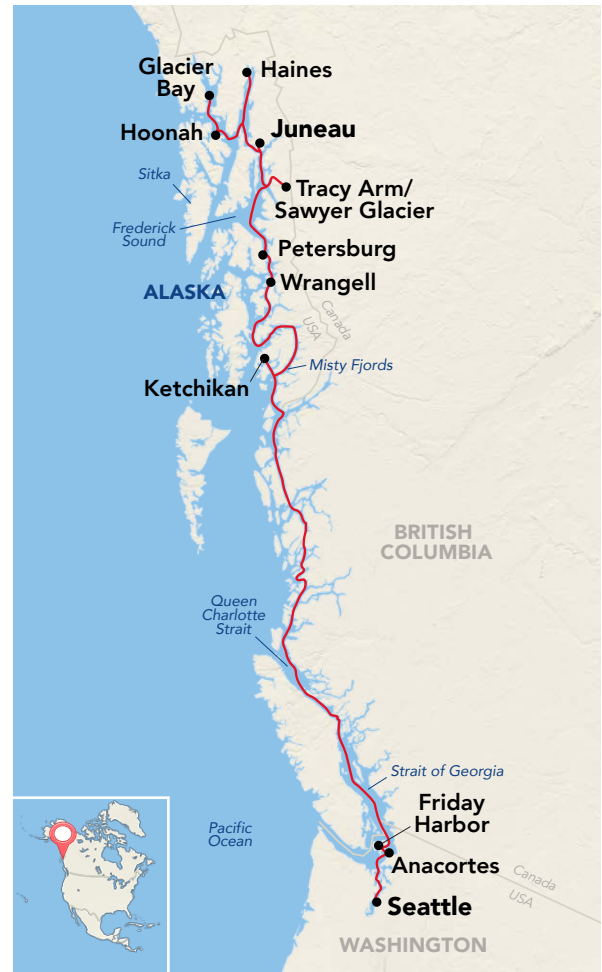 Glacier
Bay
Haines
Hoonah
Juneau
Sitka
Tracy Arm/
Sawyer Glacier
Frederick
Sound
Petersburg
ALASKA
Wrangell
Canada
USA
Misty Fjords
Ketchikan
BRITISH
COLUMBIA
Queen
Charlotte
Strait
Strait of Georgia
Friday
Harbor
Pacific
Ocean
Anacortes
Canada
USA
Seattle
WASHINGTON